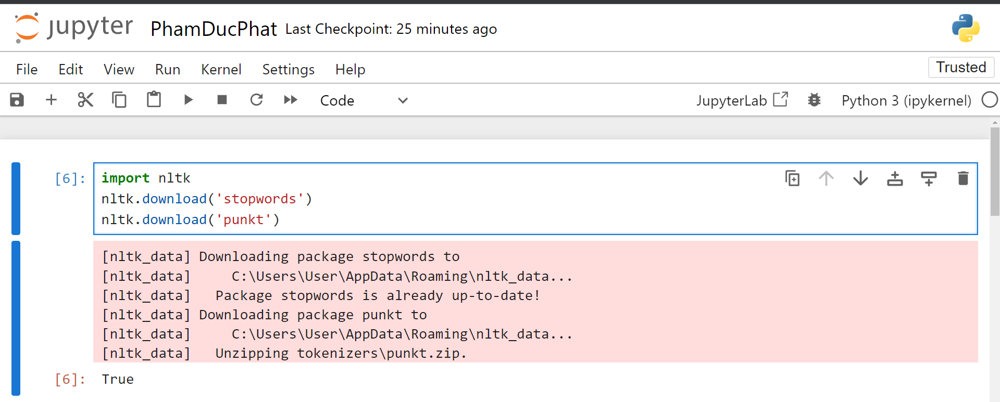 jupyter PhamDucPhat Last Checkpoint: 25 minutes ago
File Edit View Run Kernel Settings Help Trusted
Code JupyterLab Python 3 (ipykernel)
[6]: import nltk
nltk.download('stopwords')
nltk.download('punkt')
[nltk_data] Downloading package stopwords to
[nltk_data]     C:\Users\User\AppData\Roaming\nltk_data...
[nltk_data]   Package stopwords is already up-to-date!
[nltk_data] Downloading package punkt to
[nltk_data]     C:\Users\User\AppData\Roaming\nltk_data...
[nltk_data]   Unzipping tokenizers\punkt.zip.
[6]: True